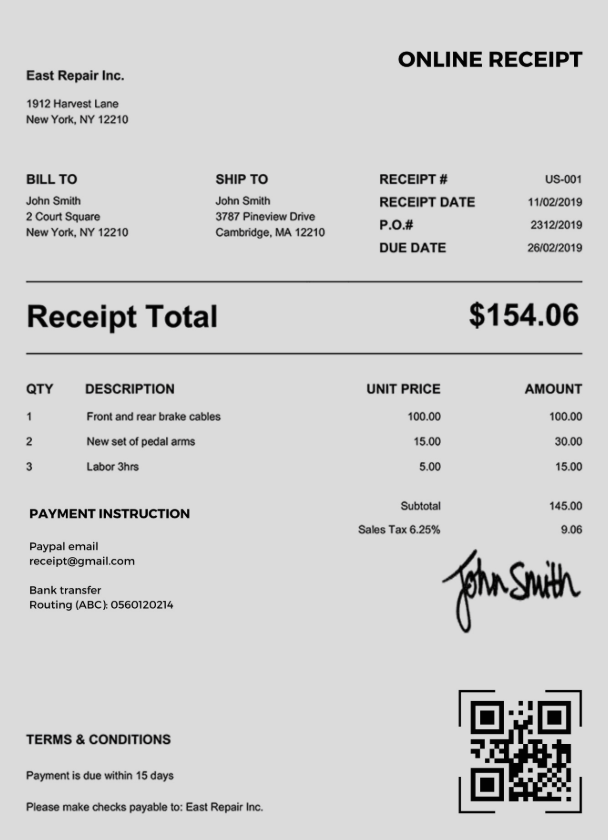 ONLINE RECEIPT
East Repair Inc.
1912 Harvest Lane
New York, NY 12210
BILL TO
John Smith
2 Court Square
New York, NY 12210
SHIP TO
John Smith
3787 Pineview Drive
Cambridge, MA 12210
RECEIPT # US-001
RECEIPT DATE 11/02/2019
P.O.# 2312/2019
DUE DATE 26/02/2019
Receipt Total $154.06
QTY DESCRIPTION UNIT PRICE AMOUNT
1 Front and rear brake cables 100.00 100.00
2 New set of pedal arms 15.00 30.00
3 Labor 3hrs 5.00 15.00
Subtotal 145.00
Sales Tax 6.25% 9.06
PAYMENT INSTRUCTION
Paypal email
receipt@gmail.com
Bank transfer
Routing (ABC): 0560120214
John Smith
TERMS & CONDITIONS
Payment is due within 15 days
Please make checks payable to: East Repair Inc.